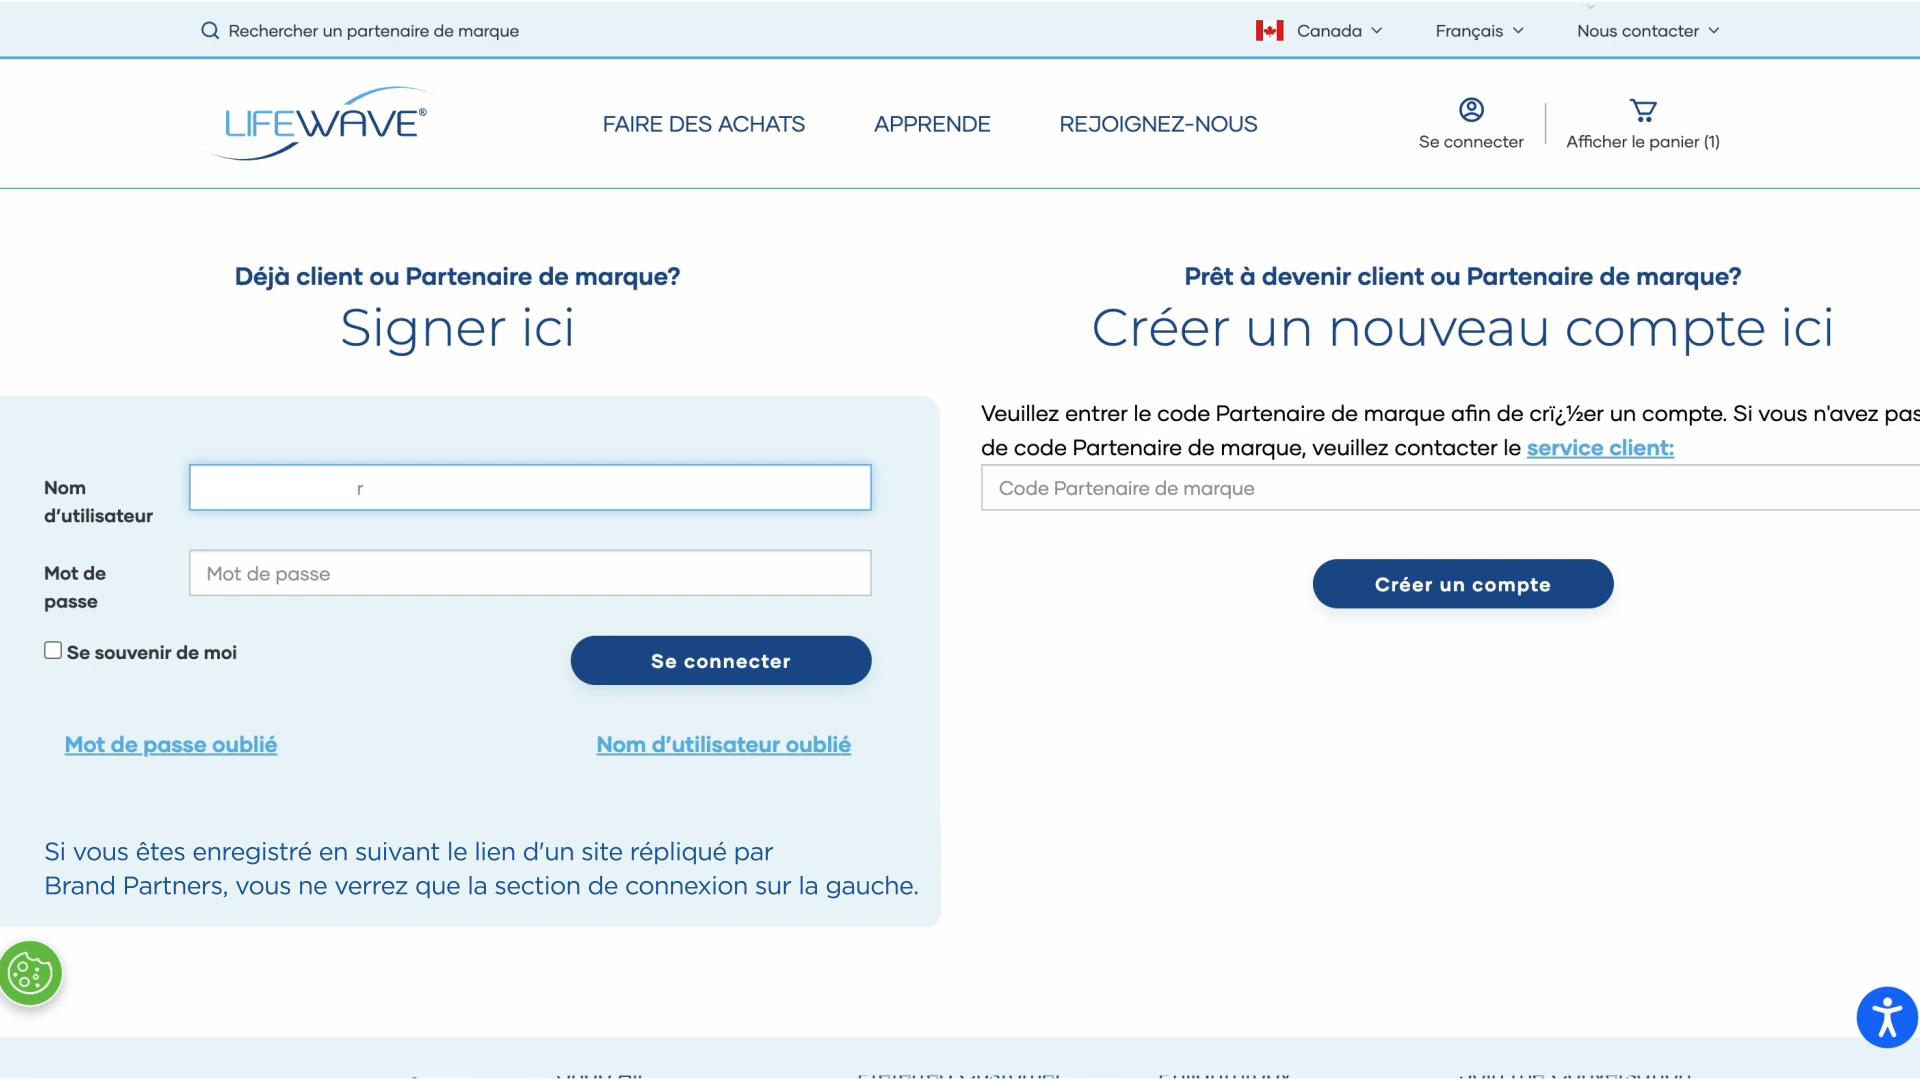 Rechercher un partenaire de marque
Canada
Français
Nous contacter
LIFEWAVE®
FAIRE DES ACHATS
APPRENDE
REJOIGNEZ-NOUS
Se connecter
Afficher le panier (1)
Déjà client ou Partenaire de marque?
Signer ici
Nom
d’utilisateur
r
Mot de
passe
Mot de passe
Se souvenir de moi
Se connecter
Mot de passe oublié
Nom d’utilisateur oublié
Si vous êtes enregistré en suivant le lien d'un site répliqué par
Brand Partners, vous ne verrez que la section de connexion sur la gauche.
Prêt à devenir client ou Partenaire de marque?
Créer un nouveau compte ici
Veuillez entrer le code Partenaire de marque afin de crï¿½er un compte. Si vous n'avez pas
de code Partenaire de marque, veuillez contacter le service client:
Code Partenaire de marque
Créer un compte